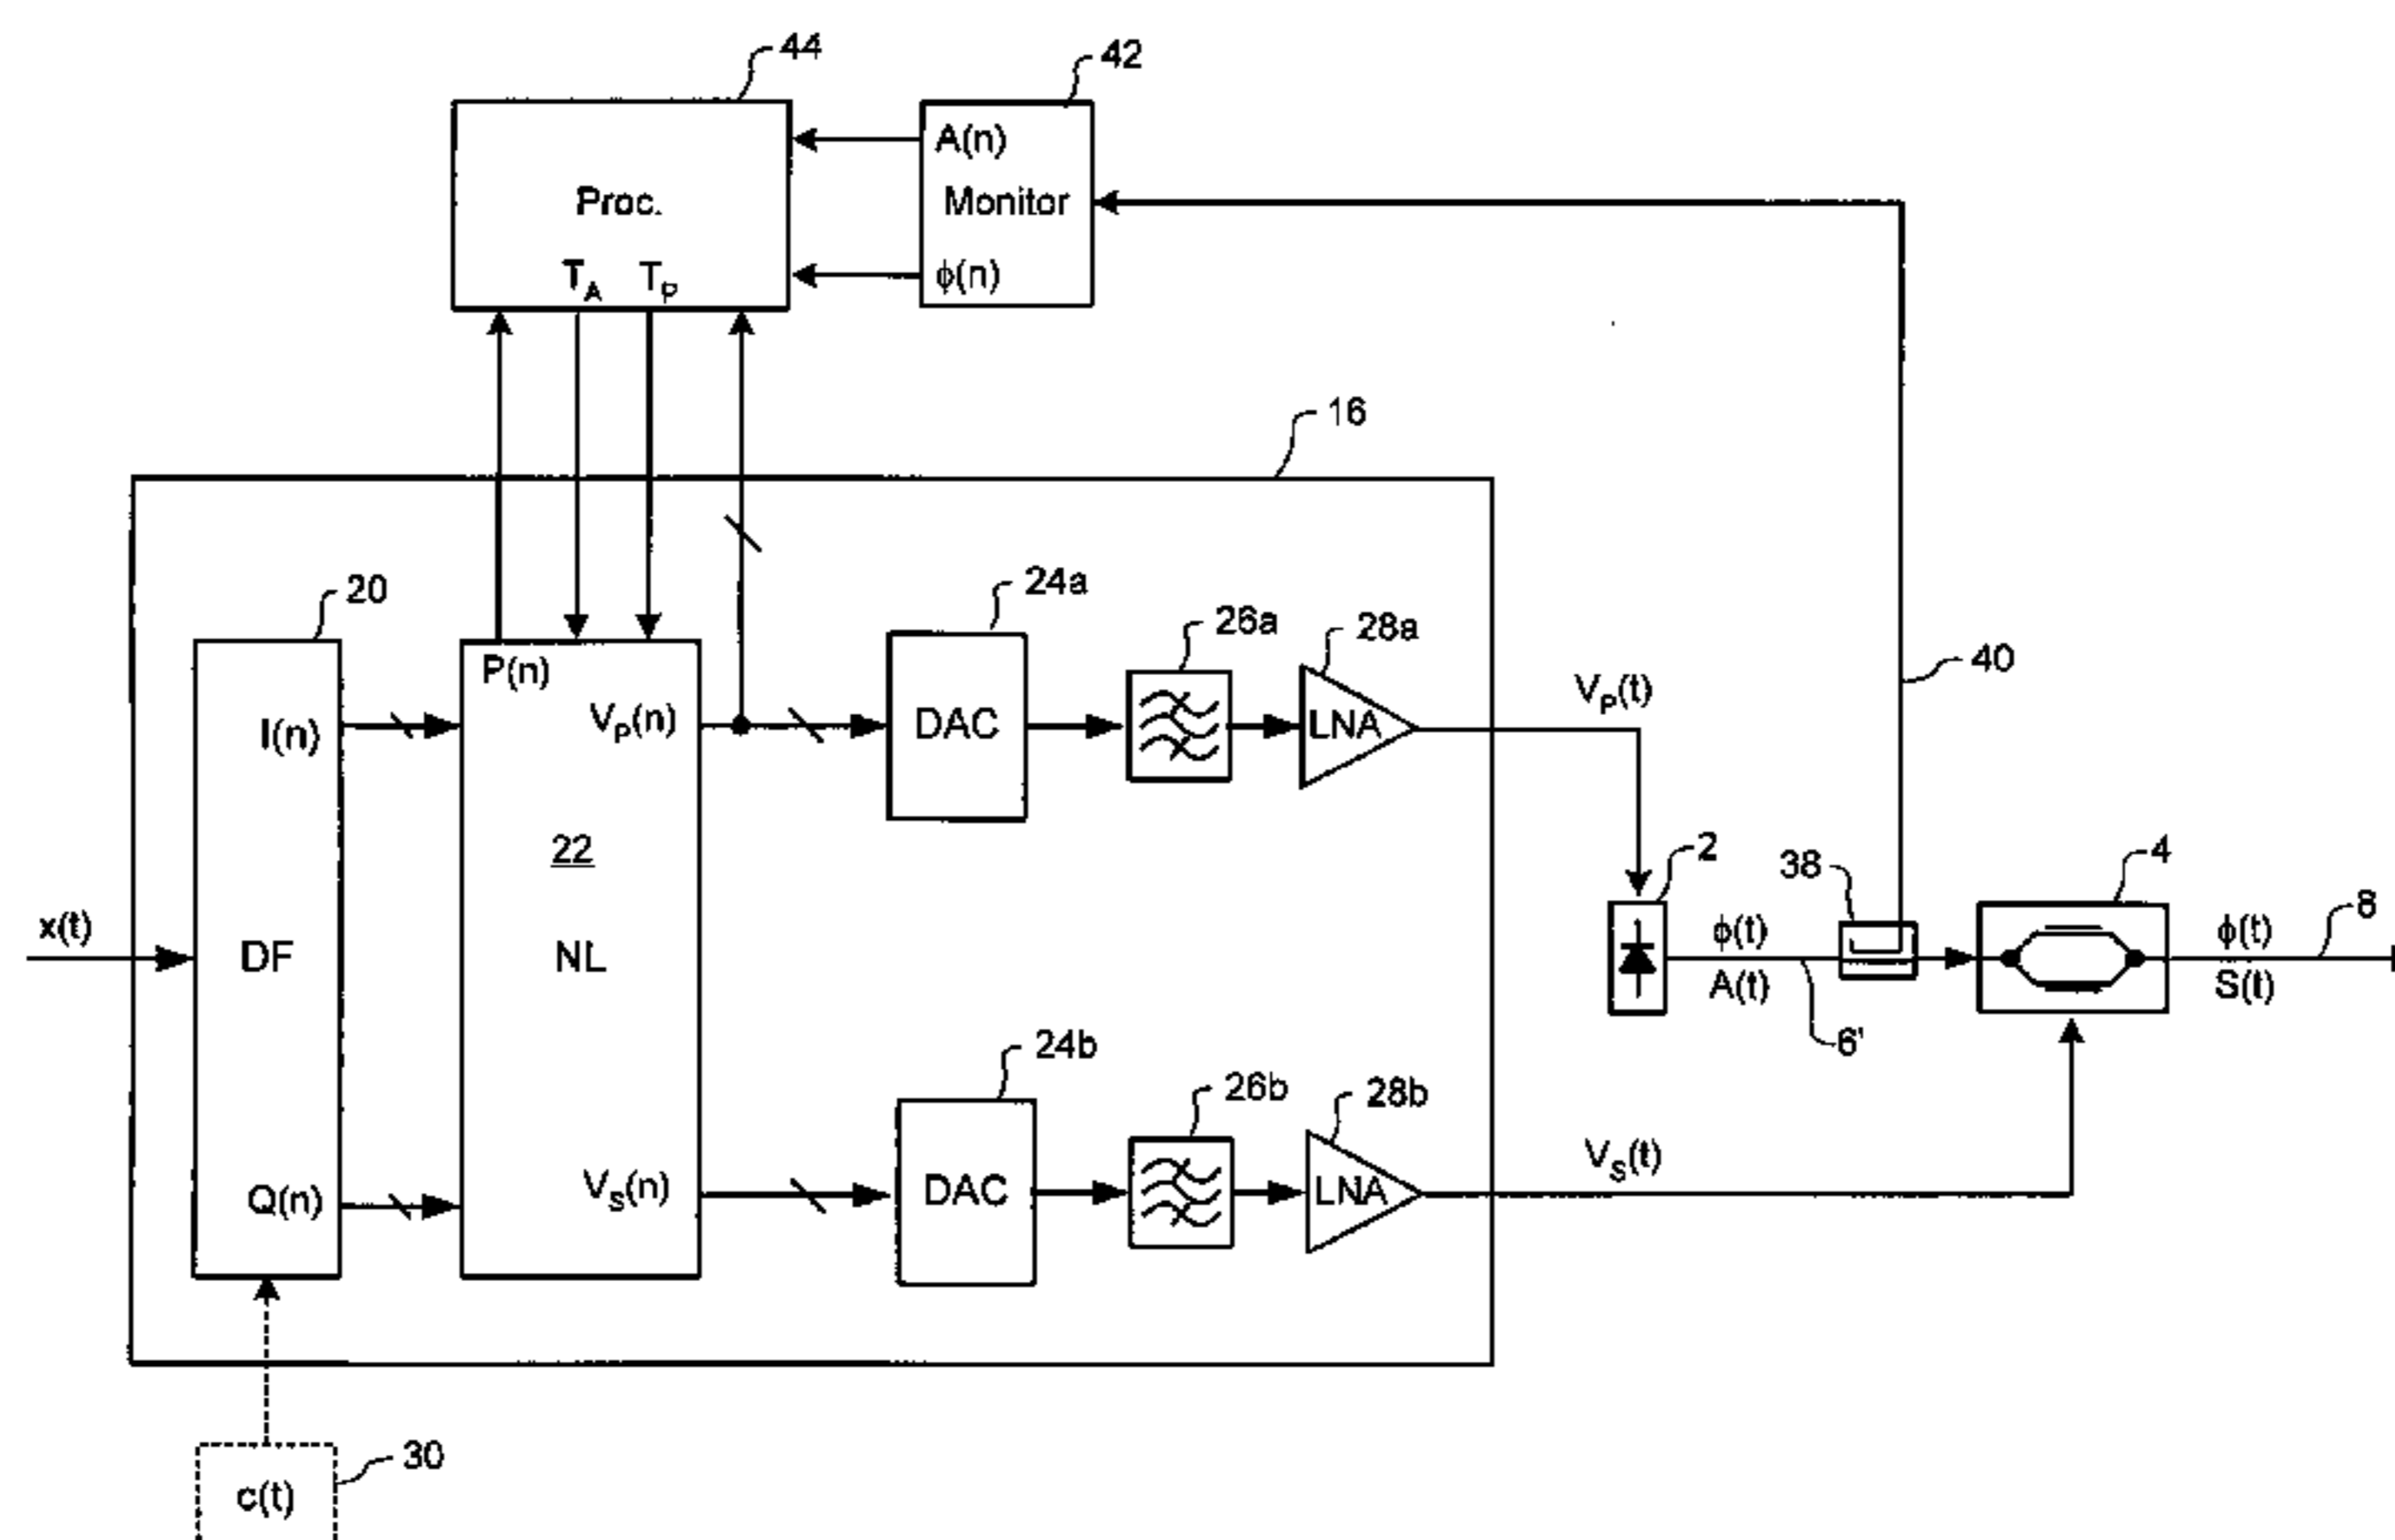 44
42
A(n)
Proc.
Monitor
T_A T_P
ϕ(n)
16
40
20
24a
26a
28a
P(n)
V_P(n)
I(n)
DAC
LNA
V_P(t)
22
2
38
4
8
x(t)
DF
NL
ϕ(t)
A(t)
6'
ϕ(t)
S(t)
24b
26b
28b
Q(n)
V_S(n)
DAC
LNA
V_S(t)
30
c(t)